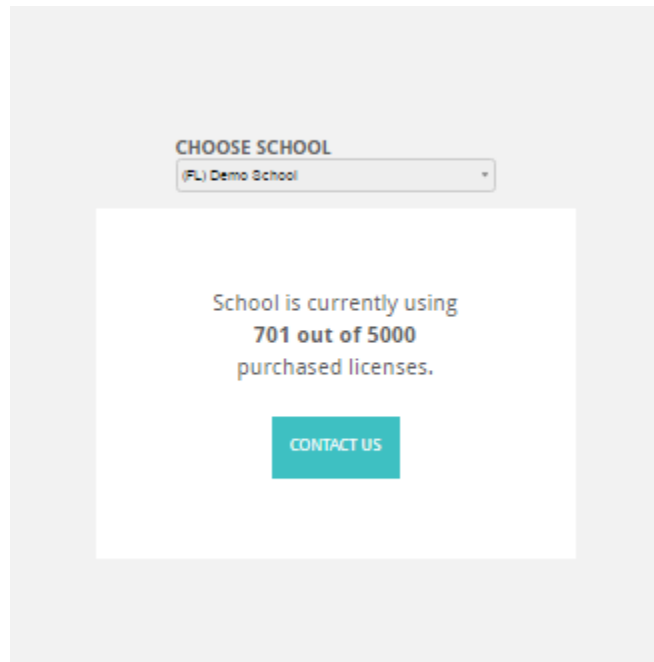 CHOOSE SCHOOL
(FL) Demo School
School is currently using
701 out of 5000
purchased licenses.
CONTACT US